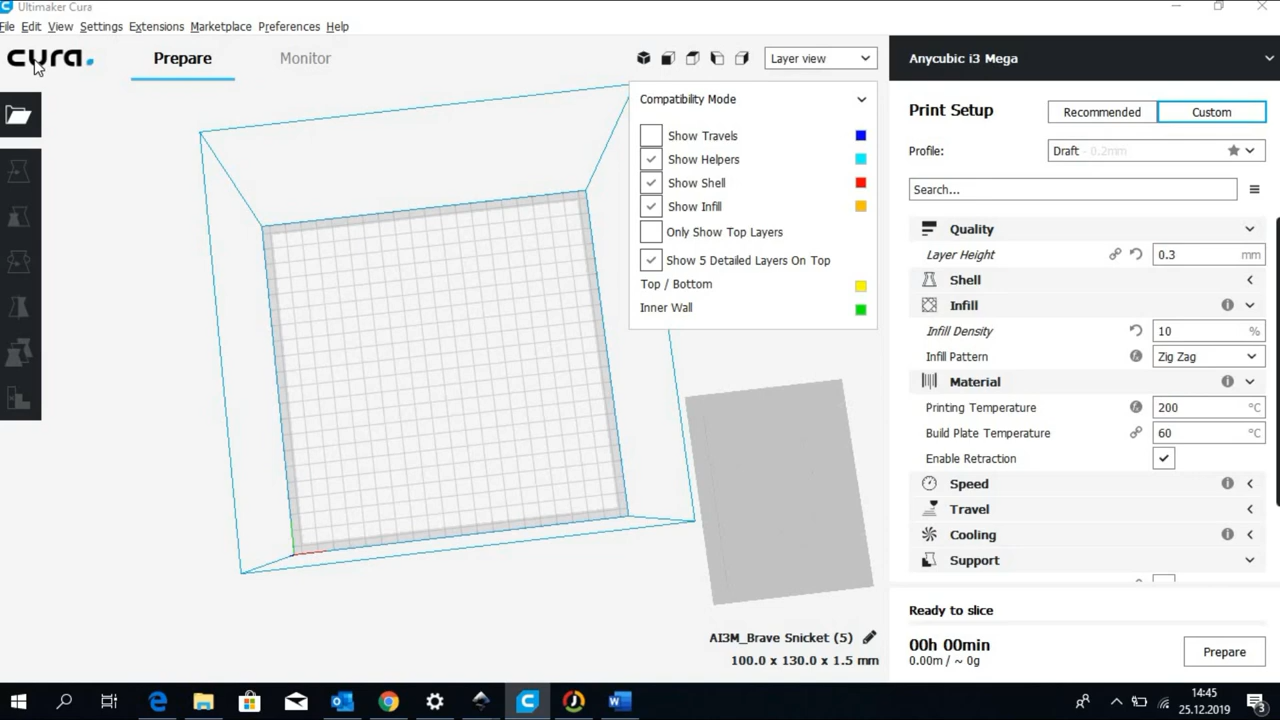 Ultimaker Cura
File Edit View Settings Extensions Marketplace Preferences Help
cura. Prepare Monitor Layer view Anycubic i3 Mega
Compatibility Mode
Show Travels
Show Helpers
Show Shell
Show Infill
Only Show Top Layers
Show 5 Detailed Layers On Top
Top / Bottom
Inner Wall
Print Setup Recommended Custom
Profile: Draft - 0.2mm
Search...
Quality
Layer Height 0.3 mm
Shell
Infill
Infill Density 10 %
Infill Pattern Zig Zag
Material
Printing Temperature 200 °C
Build Plate Temperature 60 °C
Enable Retraction
Speed
Travel
Cooling
Support
AI3M_Brave Snicket (5)
100.0 x 130.0 x 1.5 mm
Ready to slice
00h 00min
0.00m / ~ 0g
Prepare
14:45
25.12.2019
3